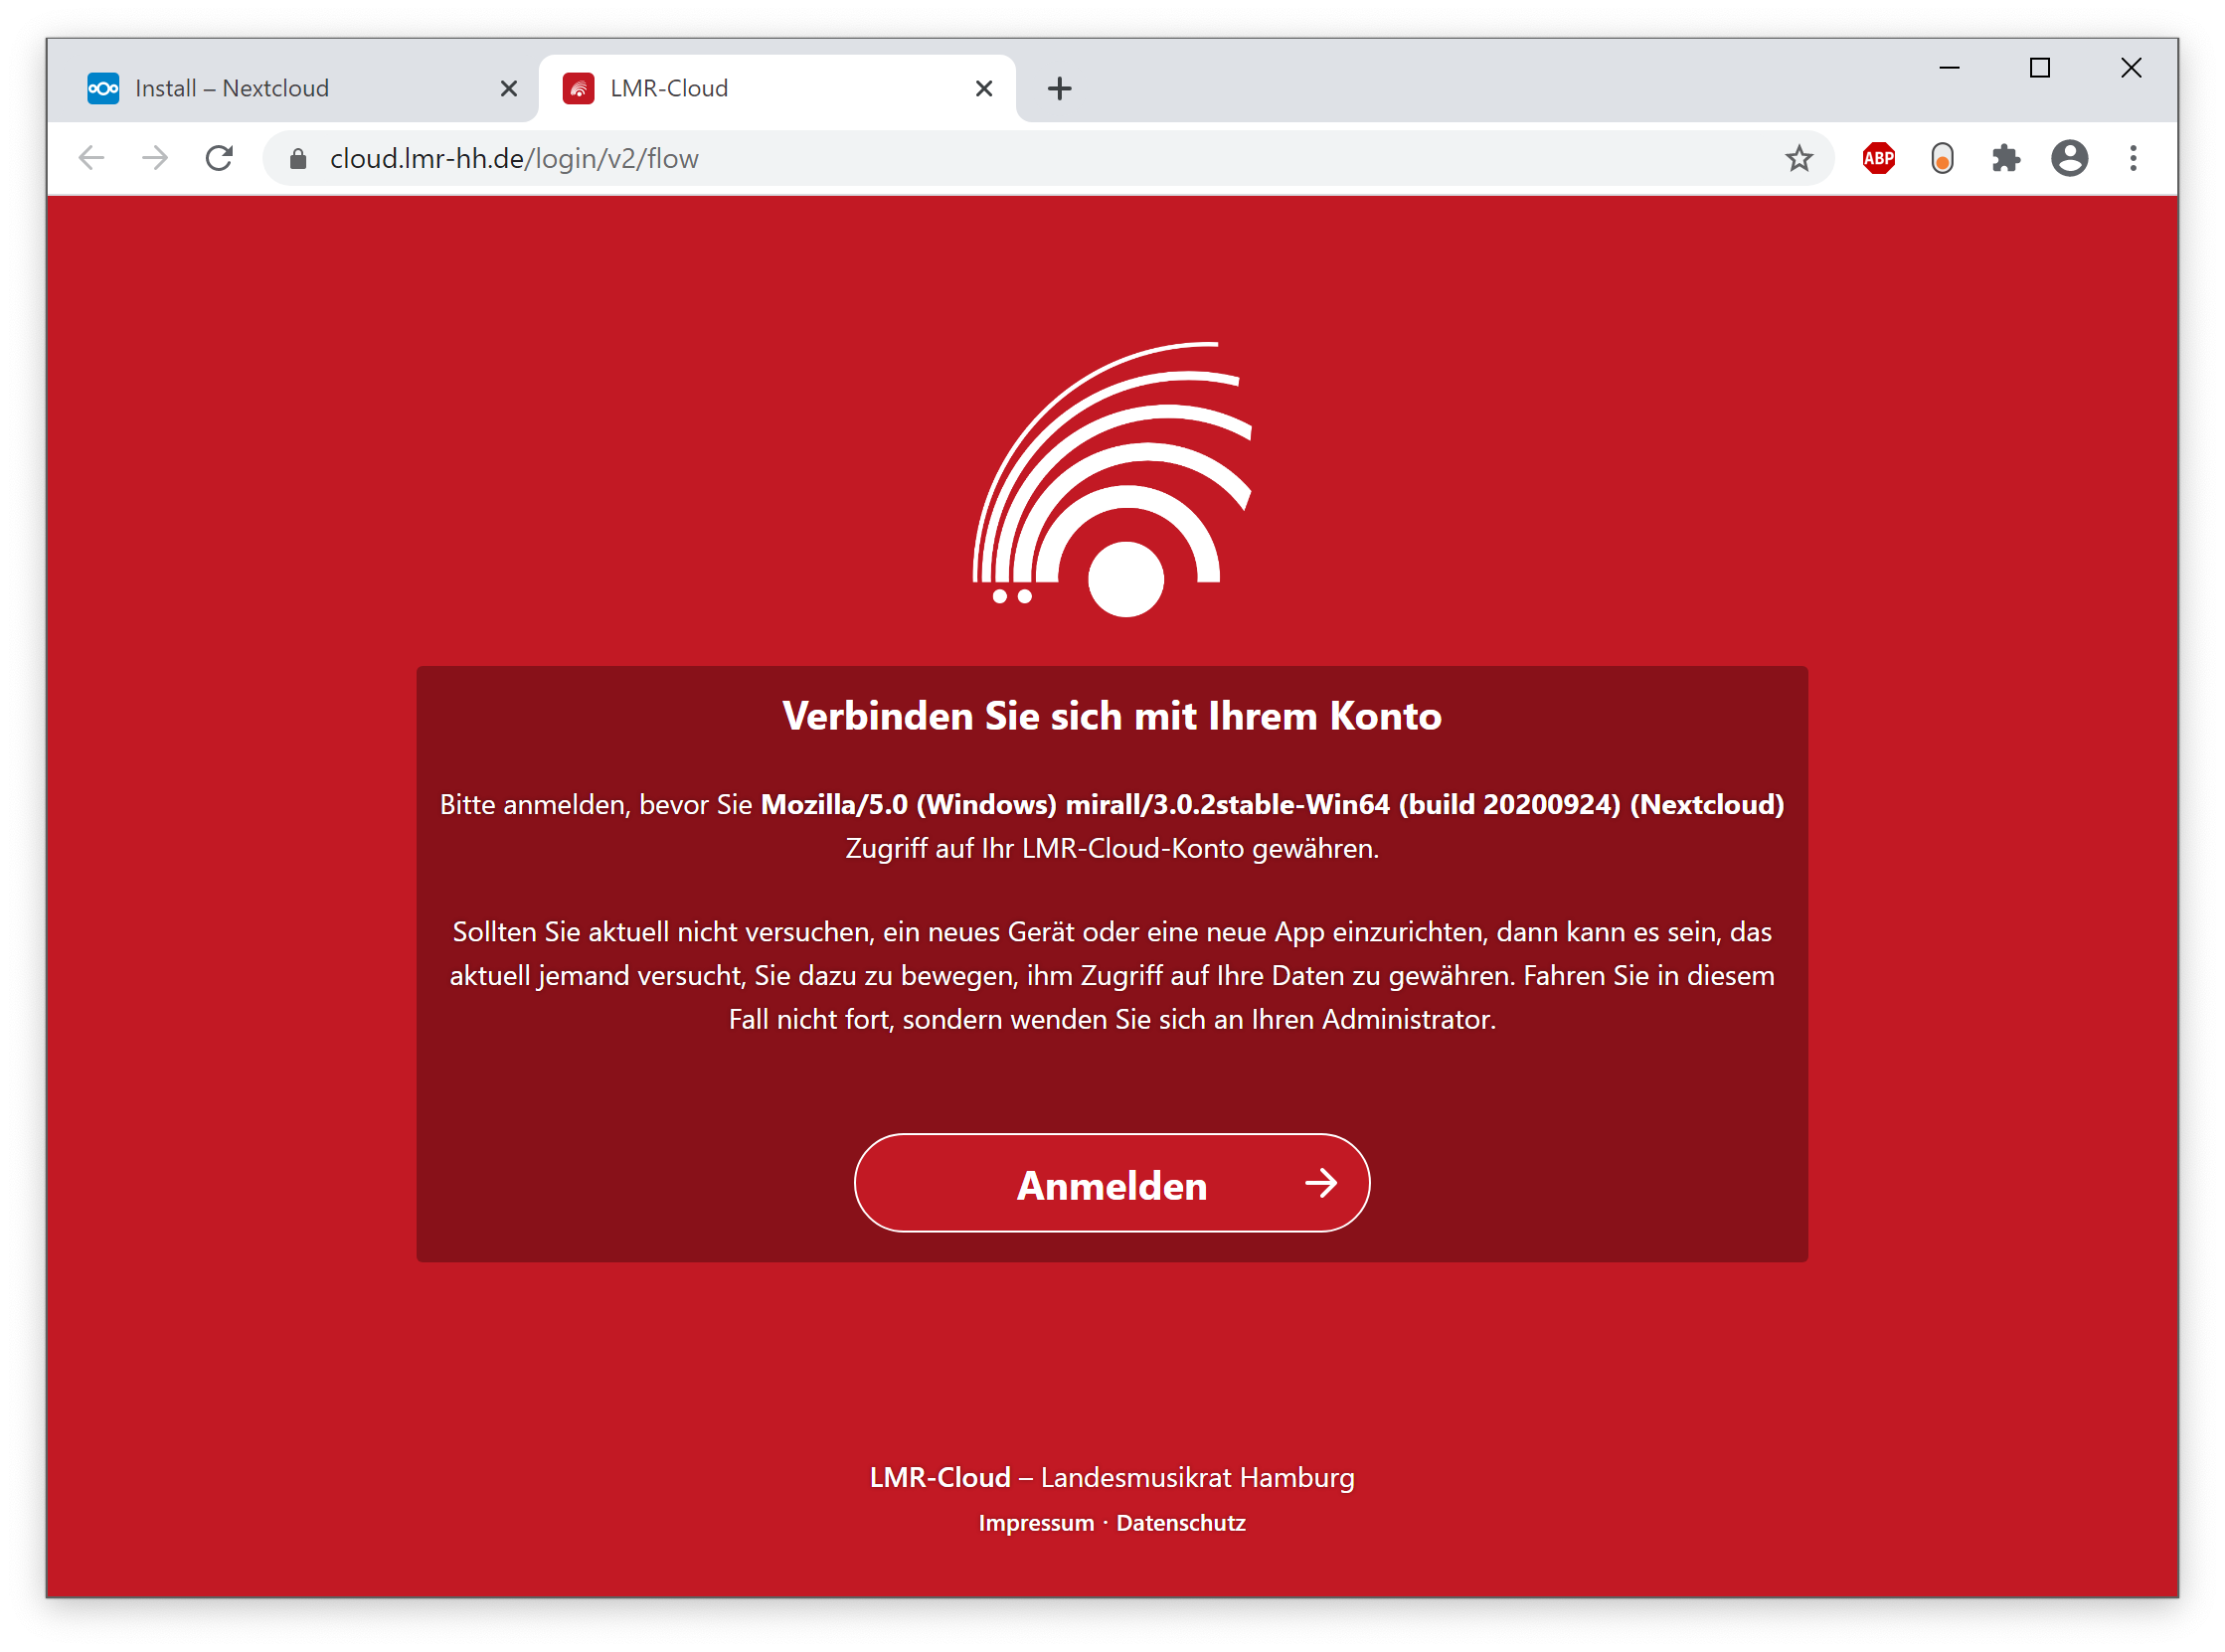 Install – Nextcloud
LMR-Cloud
cloud.lmr-hh.de/login/v2/flow
ABP
Verbinden Sie sich mit Ihrem Konto
Bitte anmelden, bevor Sie Mozilla/5.0 (Windows) mirall/3.0.2stable-Win64 (build 20200924) (Nextcloud)
Zugriff auf Ihr LMR-Cloud-Konto gewähren.
Sollten Sie aktuell nicht versuchen, ein neues Gerät oder eine neue App einzurichten, dann kann es sein, das
aktuell jemand versucht, Sie dazu zu bewegen, ihm Zugriff auf Ihre Daten zu gewähren. Fahren Sie in diesem
Fall nicht fort, sondern wenden Sie sich an Ihren Administrator.
Anmelden
LMR-Cloud – Landesmusikrat Hamburg
Impressum · Datenschutz